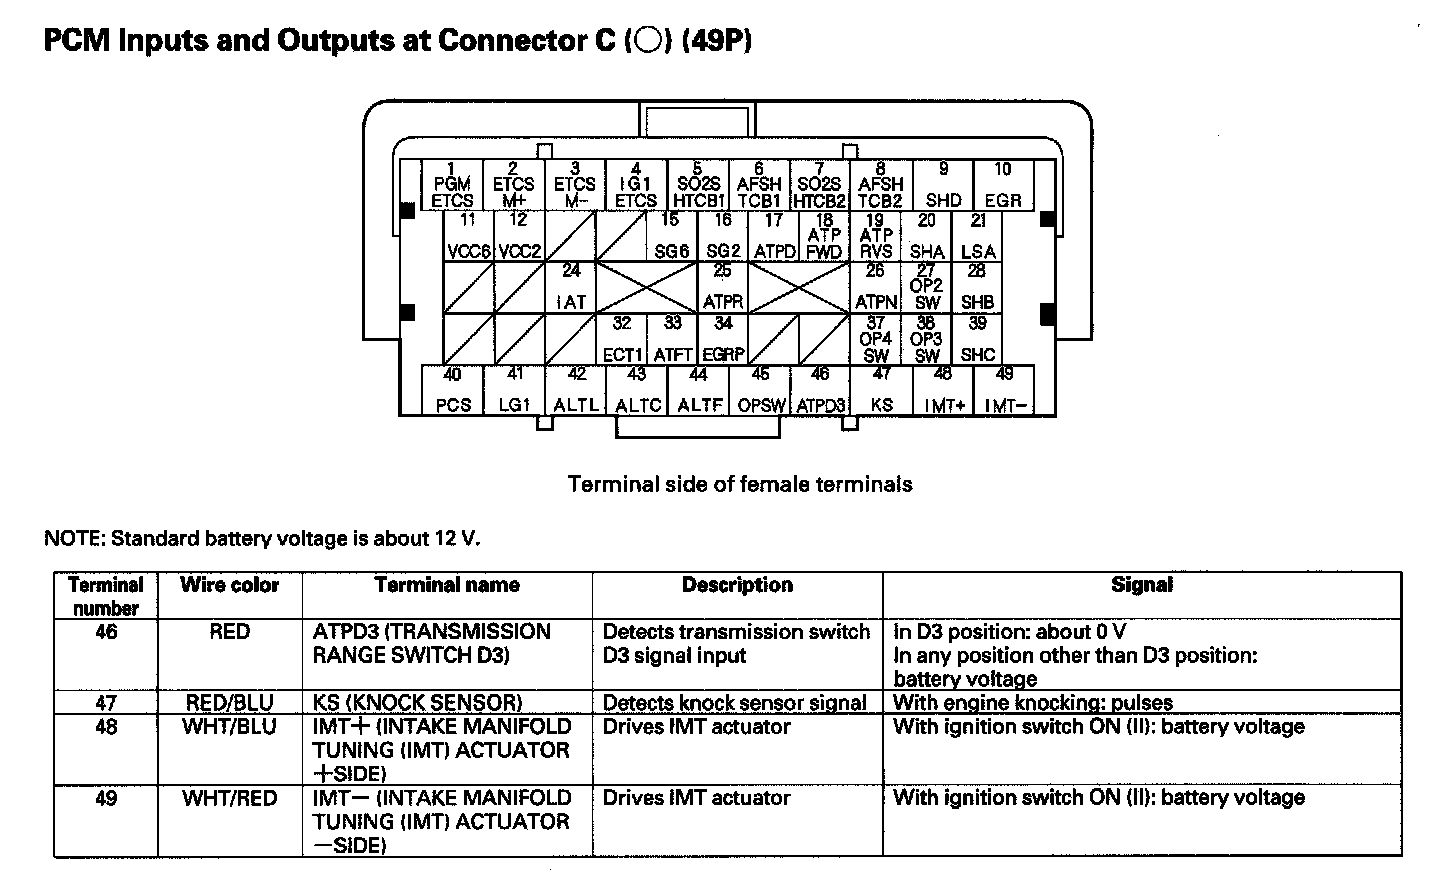 PCM Inputs and Outputs at Connector C (○) (49P)
1 2 3 4 5 6 7 8 9 10
PGM ETCS ETCS IG1 SO2S AFSH SO2S AFSH
ETCS M+ M- ETCS HTCB1 TCB1 HTCB2 TCB2 SHD EGR
11 12 15 16 17 18 19 20 21
ATP ATP
VCC6 VCC2 SG6 SG2 ATPD FWD RVS SHA LSA
24 25 26 27 28
OP2
IAT ATPR ATPN SW SHB
32 33 34 37 38 39
OP4 OP3
ECT1 ATFT EGRP SW SW SHC
40 41 42 43 44 45 46 47 48 49
PCS LG1 ALTL ALTC ALTF OPSW ATPD3 KS IMT+ IMT-
Terminal side of female terminals
NOTE: Standard battery voltage is about 12 V.
Terminal number Wire color Terminal name Description Signal
46 RED ATPD3 (TRANSMISSION Detects transmission switch In D3 position: about 0 V
RANGE SWITCH D3) D3 signal input In any position other than D3 position:
battery voltage
47 RED/BLU KS (KNOCK SENSOR) Detects knock sensor signal With engine knocking: pulses
48 WHT/BLU IMT+ (INTAKE MANIFOLD Drives IMT actuator With ignition switch ON (II): battery voltage
TUNING (IMT) ACTUATOR
+SIDE)
49 WHT/RED IMT− (INTAKE MANIFOLD Drives IMT actuator With ignition switch ON (II): battery voltage
TUNING (IMT) ACTUATOR
−SIDE)